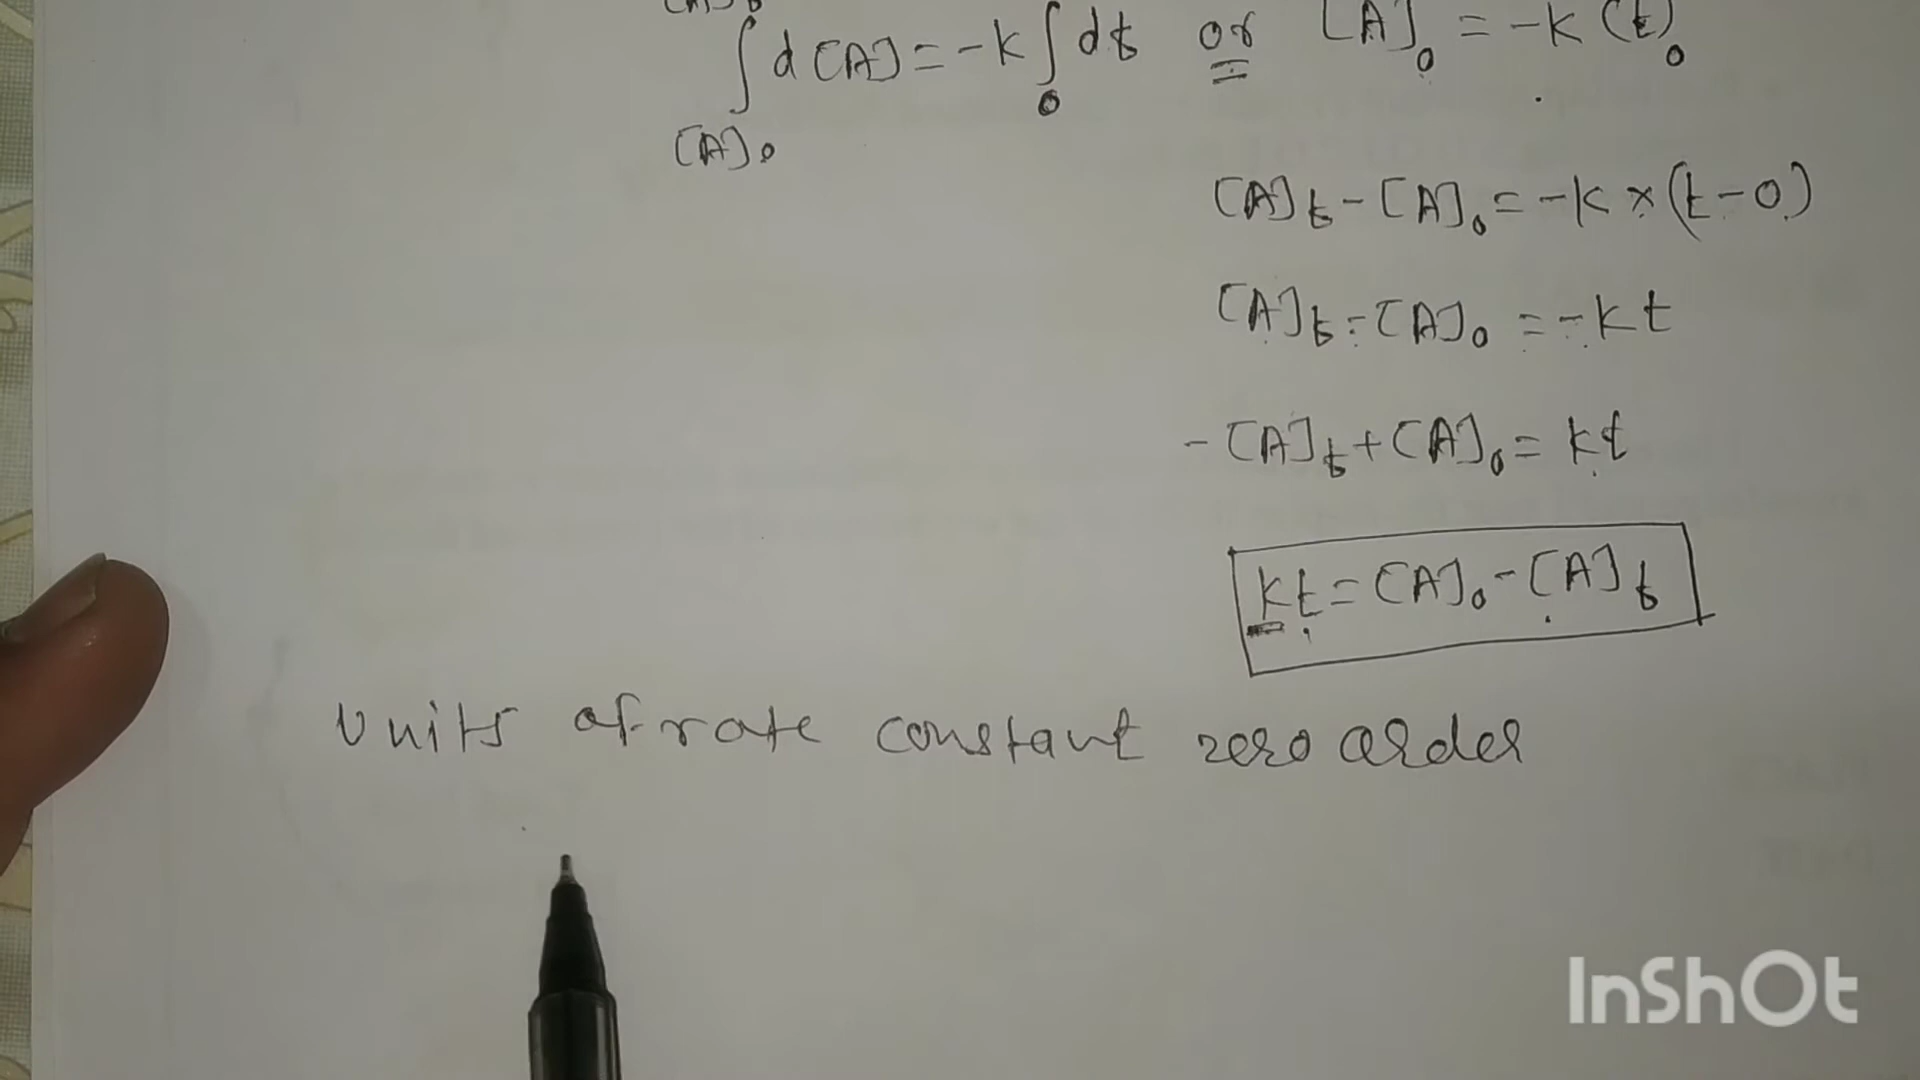 ∫d[A]=-k∫dt or [A]₀ = -k(t)₀
[A]₀ 0
[A]t-[A]₀=-k×(t-0)
[A]t-[A]₀=-kt
-[A]t+[A]₀=kt
kt=[A]₀-[A]t
Units of rate constant zero order
InShOt